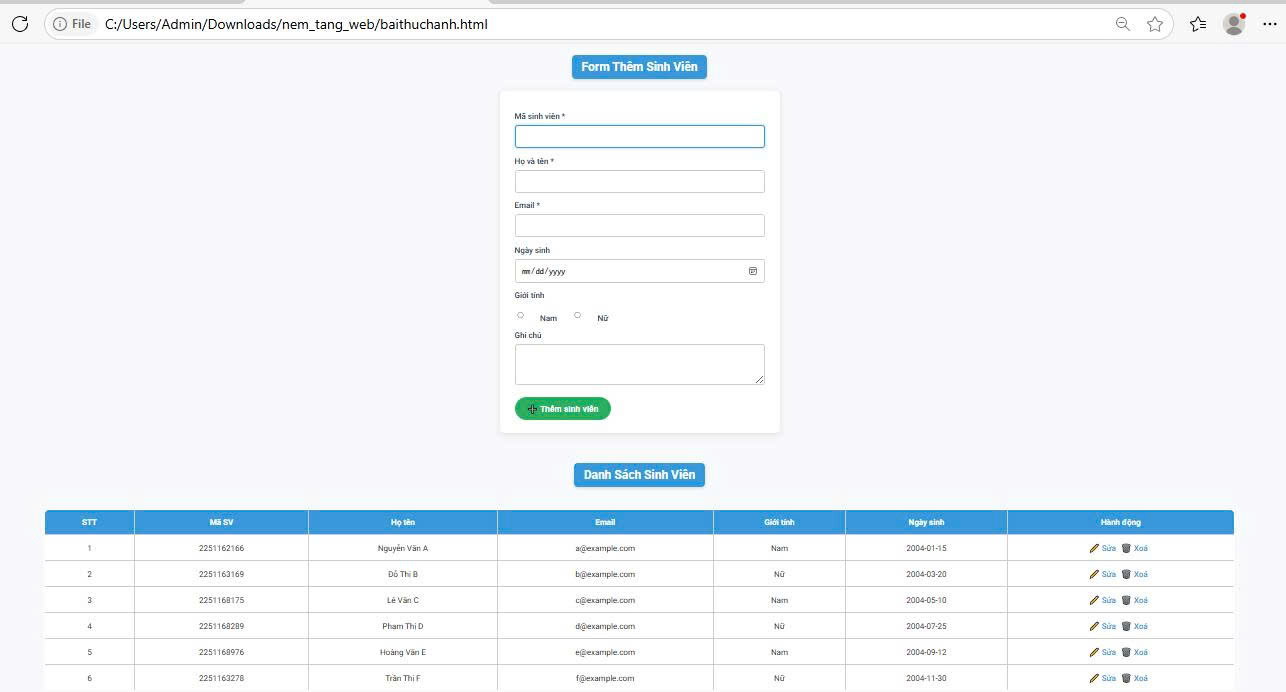 File C:/Users/Admin/Downloads/nem_tang_web/baithuchanh.html
Form Thêm Sinh Viên
Mã sinh viên *
Họ và tên *
Email *
Ngày sinh
mm/dd/yyyy
Giới tính
Nam Nữ
Ghi chú
Thêm sinh viên
Danh Sách Sinh Viên
STT Mã SV Họ tên Email Giới tính Ngày sinh Hành động
1 2251162166 Nguyễn Văn A a@example.com Nam 2004-01-15 Sửa Xoá
2 2251163169 Đỗ Thị B b@example.com Nữ 2004-03-20 Sửa Xoá
3 2251168175 Lê Văn C c@example.com Nam 2004-05-10 Sửa Xoá
4 2251168289 Phạm Thị D d@example.com Nữ 2004-07-25 Sửa Xoá
5 2251168976 Hoàng Văn E e@example.com Nam 2004-09-12 Sửa Xoá
6 2251163278 Trần Thị F f@example.com Nữ 2004-11-30 Sửa Xoá